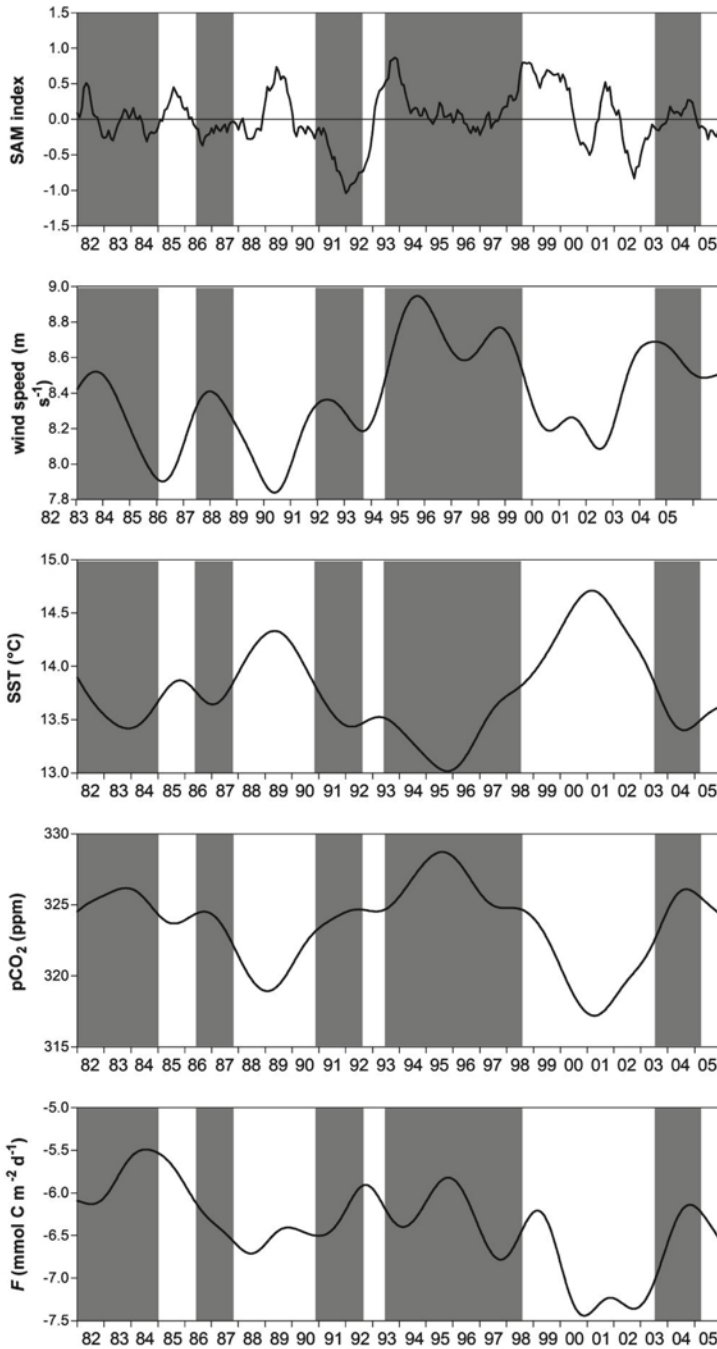 1.5
1.0
0.5
0.0
-0.5
-1.0
-1.5
SAM index
82 83 84 85 86 87 88 89 90 91 92 93 94 95 96 97 98 99 00 01 02 03 04 05
9.0
8.8
8.6
8.4
8.2
8.0
7.8
wind speed (m
s⁻¹)
82 83 84 85 86 87 88 89 90 91 92 93 94 95 96 97 98 99 00 01 02 03 04 05
15.0
14.5
14.0
13.5
13.0
SST (°C)
82 83 84 85 86 87 88 89 90 91 92 93 94 95 96 97 98 99 00 01 02 03 04 05
330
325
320
315
pCO₂ (ppm)
82 83 84 85 86 87 88 89 90 91 92 93 94 95 96 97 98 99 00 01 02 03 04 05
-5.0
-5.5
-6.0
-6.5
-7.0
-7.5
F (mmol C m⁻² d⁻¹)
82 83 84 85 86 87 88 89 90 91 92 93 94 95 96 97 98 99 00 01 02 03 04 05